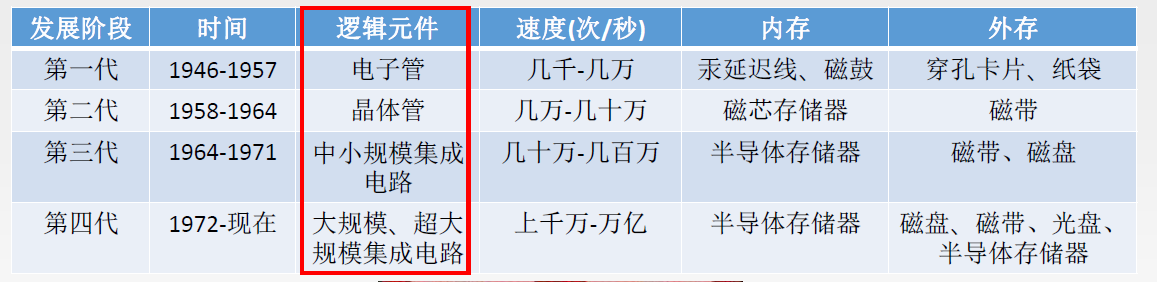 发展阶段 时间 逻辑元件 速度(次/秒) 内存 外存
第一代 1946-1957 电子管 几千-几万 汞延迟线、磁鼓 穿孔卡片、纸袋
第二代 1958-1964 晶体管 几万-几十万 磁芯存储器 磁带
第三代 1964-1971 中小规模集成 几十万-几百万 半导体存储器 磁带、磁盘
电路
第四代 1972-现在 大规模、超大 上千万-万亿 半导体存储器 磁盘、磁带、光盘、
规模集成电路 半导体存储器